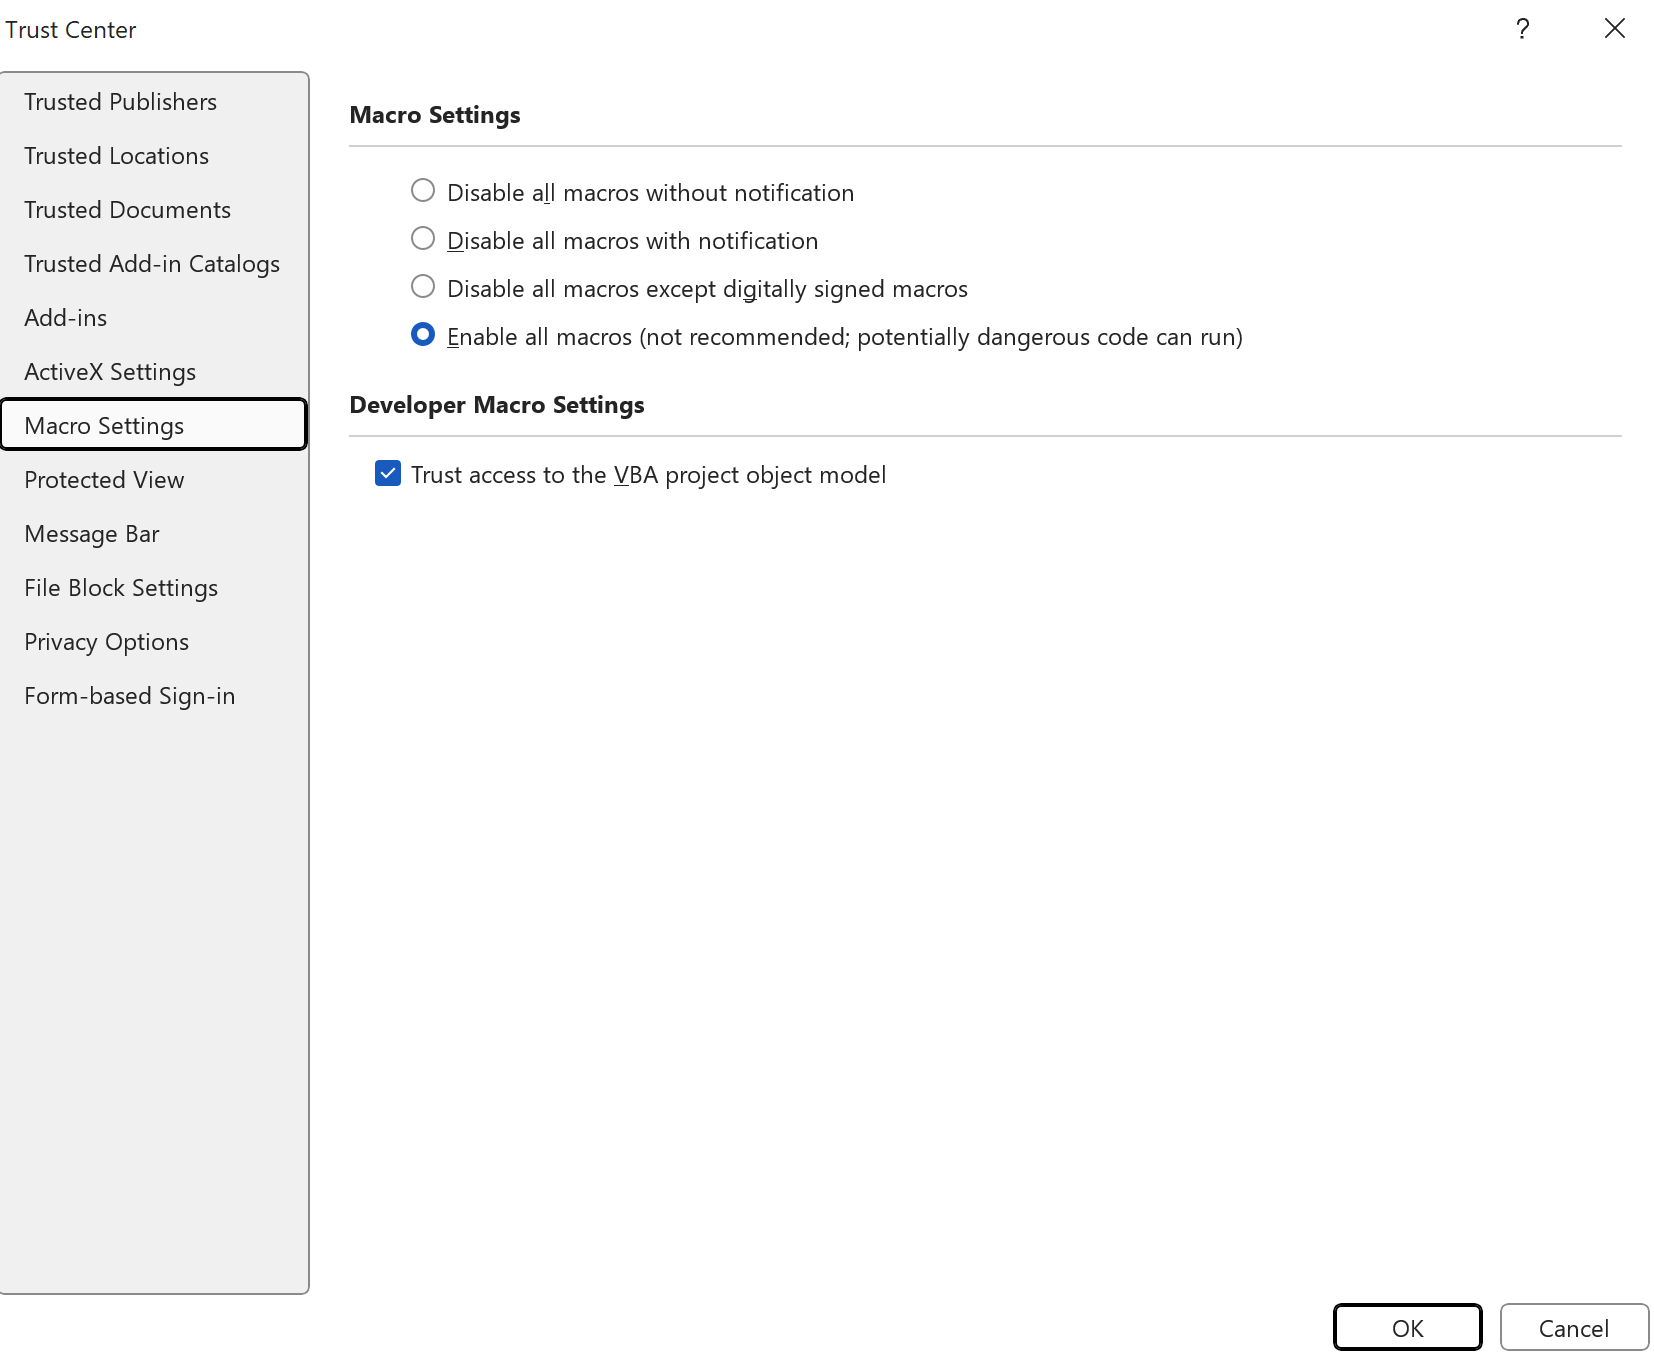 Trust Center
?
Trusted Publishers
Trusted Locations
Trusted Documents
Trusted Add-in Catalogs
Add-ins
ActiveX Settings
Macro Settings
Protected View
Message Bar
File Block Settings
Privacy Options
Form-based Sign-in
Macro Settings
Disable all macros without notification
Disable all macros with notification
Disable all macros except digitally signed macros
Enable all macros (not recommended; potentially dangerous code can run)
Developer Macro Settings
Trust access to the VBA project object model
OK
Cancel